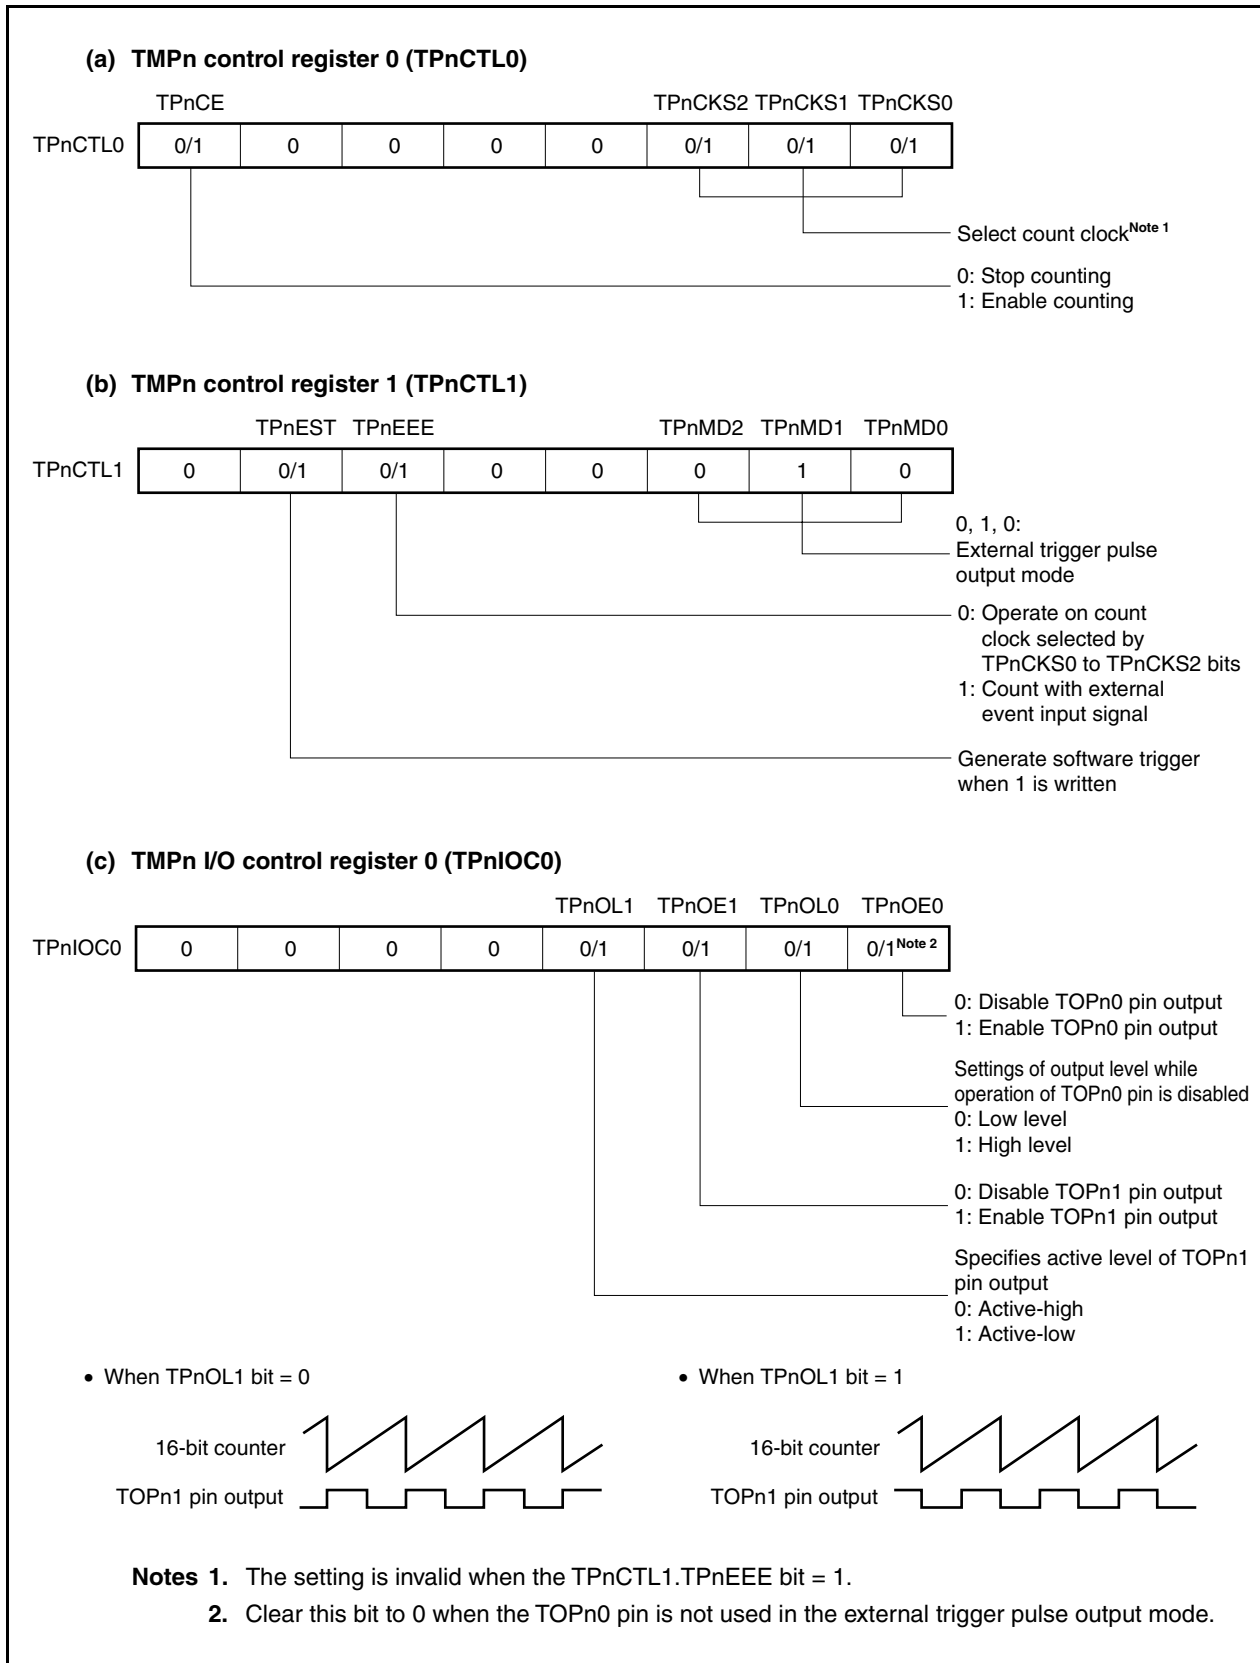 (a) TMPn control register 0 (TPnCTL0)
TPnCE TPnCKS2 TPnCKS1 TPnCKS0
TPnCTL0 0/1 0 0 0 0 0/1 0/1 0/1
Select count clock Note 1
0: Stop counting
1: Enable counting
(b) TMPn control register 1 (TPnCTL1)
TPnEST TPnEEE TPnMD2 TPnMD1 TPnMD0
TPnCTL1 0 0/1 0/1 0 0 0 1 0
0, 1, 0:
External trigger pulse
output mode
0: Operate on count
clock selected by
TPnCKS0 to TPnCKS2 bits
1: Count with external
event input signal
Generate software trigger
when 1 is written
(c) TMPn I/O control register 0 (TPnIOC0)
TPnOL1 TPnOE1 TPnOL0 TPnOE0
TPnIOC0 0 0 0 0 0/1 0/1 0/1 0/1 Note 2
0: Disable TOPn0 pin output
1: Enable TOPn0 pin output
Settings of output level while
operation of TOPn0 pin is disabled
0: Low level
1: High level
0: Disable TOPn1 pin output
1: Enable TOPn1 pin output
Specifies active level of TOPn1
pin output
0: Active-high
1: Active-low
• When TPnOL1 bit = 0
16-bit counter
TOPn1 pin output
• When TPnOL1 bit = 1
16-bit counter
TOPn1 pin output
Notes 1. The setting is invalid when the TPnCTL1.TPnEEE bit = 1.
2. Clear this bit to 0 when the TOPn0 pin is not used in the external trigger pulse output mode.